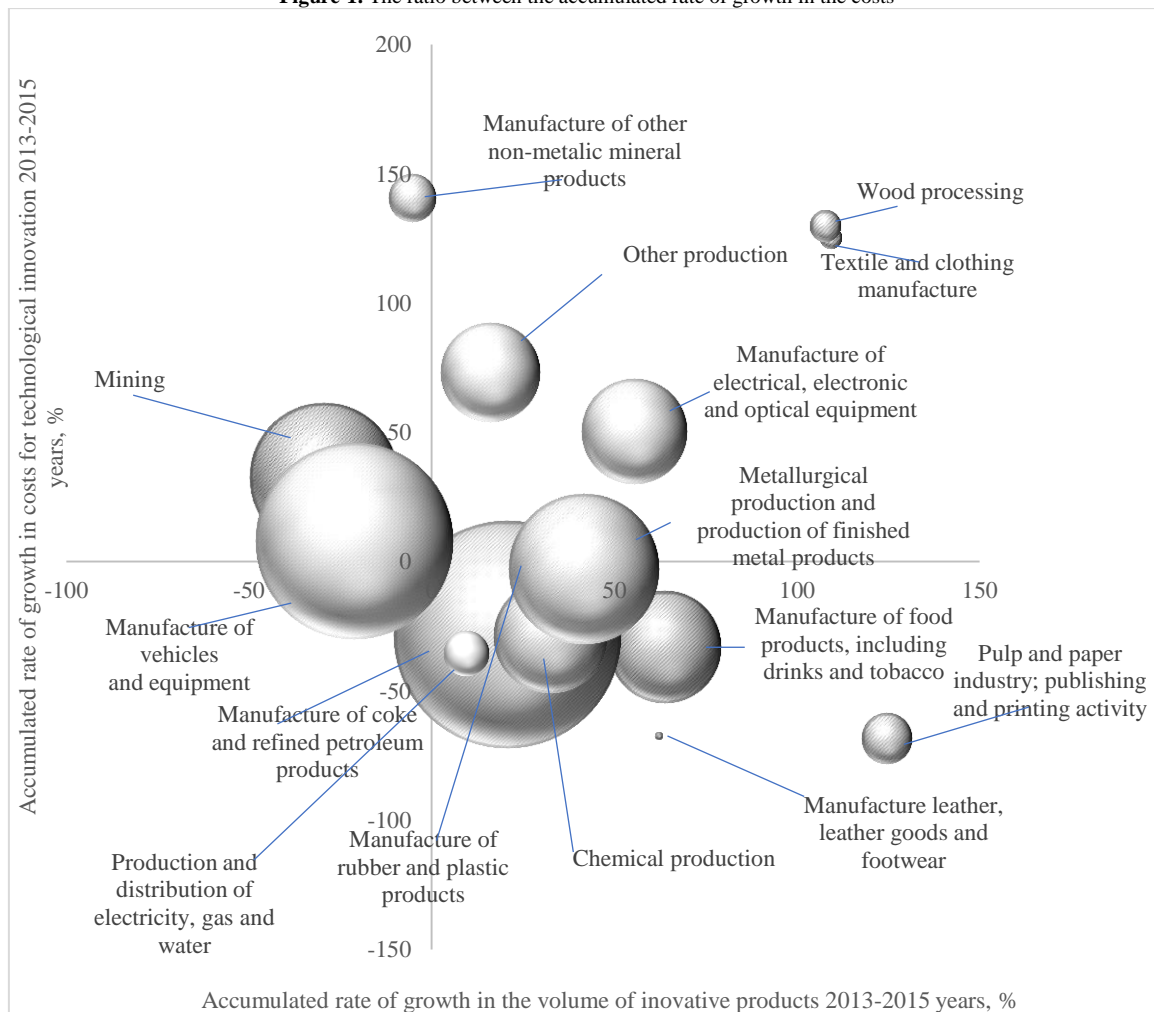 Figure 1. The ratio between the accumulated rate of growth in the costs
Accumulated rate of growth in costs for technological innovation 2013-2015
years, %
200
150
100
50
0
-50
-100
-150
-100
-50
50
100
150
Manufacture of other
non-metalic mineral
products
Wood processing
Textile and clothing
manufacture
Other production
Mining
Manufacture of
electrical, electronic
and optical equipment
Metallurgical
production and
production of finished
metal products
Manufacture of
vehicles
and equipment
Manufacture of food
products, including
drinks and tobacco
Pulp and paper
industry; publishing
and printing activity
Manufacture of coke
and refined petroleum
products
Manufacture leather,
leather goods and
footwear
Production and
distribution of
electricity, gas and
water
Manufacture of
rubber and plastic
products
Chemical production
Accumulated rate of growth in the volume of inovative products 2013-2015 years, %